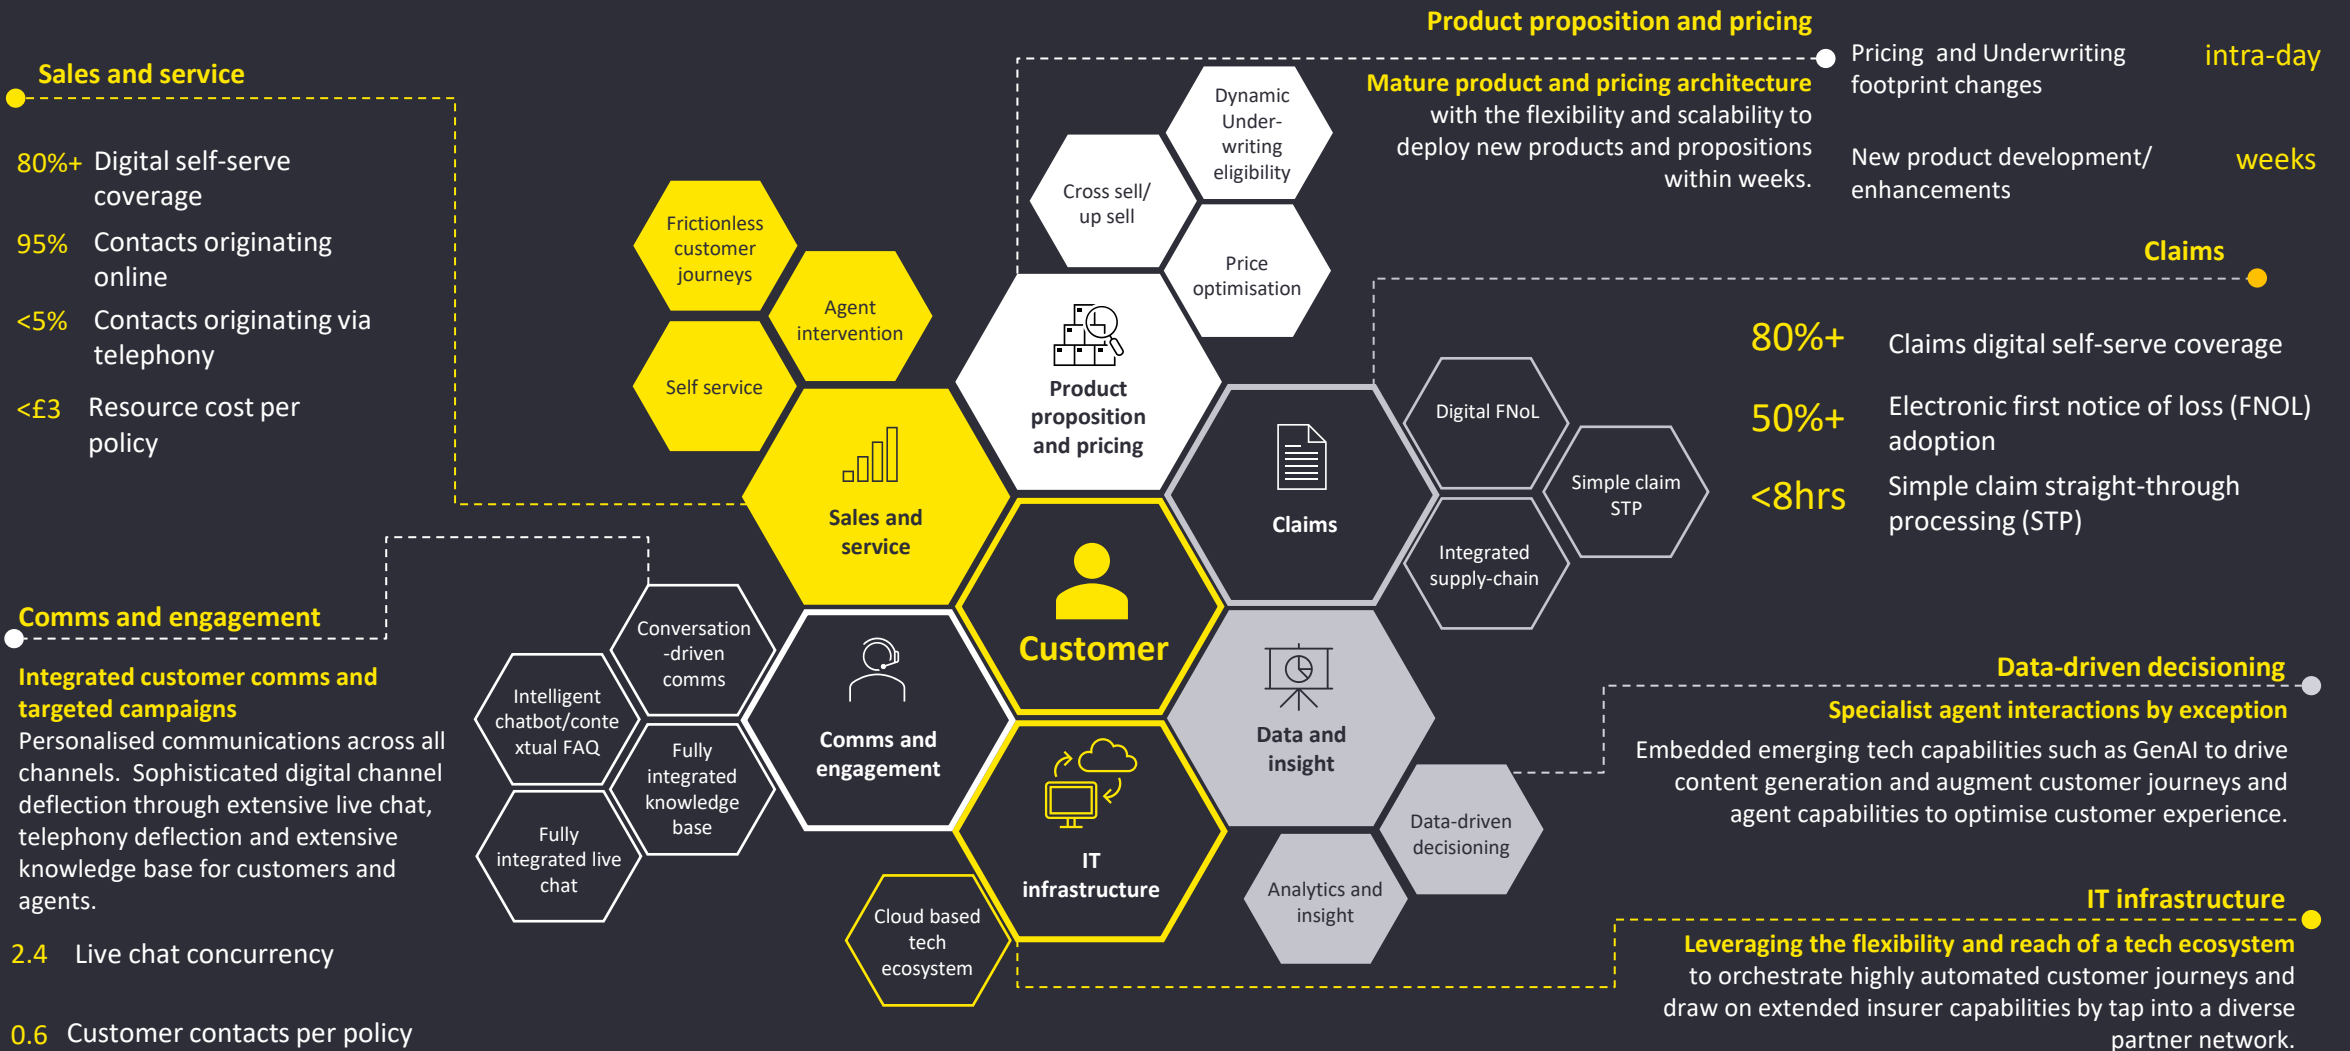 Sales and service
80%+ Digital self-serve
coverage
95% Contacts originating
online
<5% Contacts originating via
telephony
<£3 Resource cost per
policy
Comms and engagement
Integrated customer comms and
targeted campaigns
Personalised communications across all
channels. Sophisticated digital channel
deflection through extensive live chat,
telephony deflection and extensive
knowledge base for customers and
agents.
2.4 Live chat concurrency
0.6 Customer contacts per policy
Frictionless
customer
journeys
Agent
intervention
Self service
Sales and
service
Cross sell/
up sell
Dynamic
Under-
writing
eligibility
Price
optimisation
Product
proposition
and pricing
Claims
Digital FNoL
Simple claim
STP
Integrated
supply-chain
Customer
Conversation
-driven
comms
Intelligent
chatbot/conte
xtual FAQ
Fully
integrated
knowledge
base
Fully
integrated live
chat
Comms and
engagement
Data and
insight
Data-driven
decisioning
Analytics and
insight
IT
infrastructure
Cloud based
tech
ecosystem
Product proposition and pricing
Mature product and pricing architecture
with the flexibility and scalability to
deploy new products and propositions
within weeks.
Pricing and Underwriting intra-day
footprint changes
New product development/ weeks
enhancements
Claims
80%+ Claims digital self-serve coverage
50%+ Electronic first notice of loss (FNOL)
adoption
<8hrs Simple claim straight-through
processing (STP)
Data-driven decisioning
Specialist agent interactions by exception
Embedded emerging tech capabilities such as GenAI to drive
content generation and augment customer journeys and
agent capabilities to optimise customer experience.
IT infrastructure
Leveraging the flexibility and reach of a tech ecosystem
to orchestrate highly automated customer journeys and
draw on extended insurer capabilities by tap into a diverse
partner network.